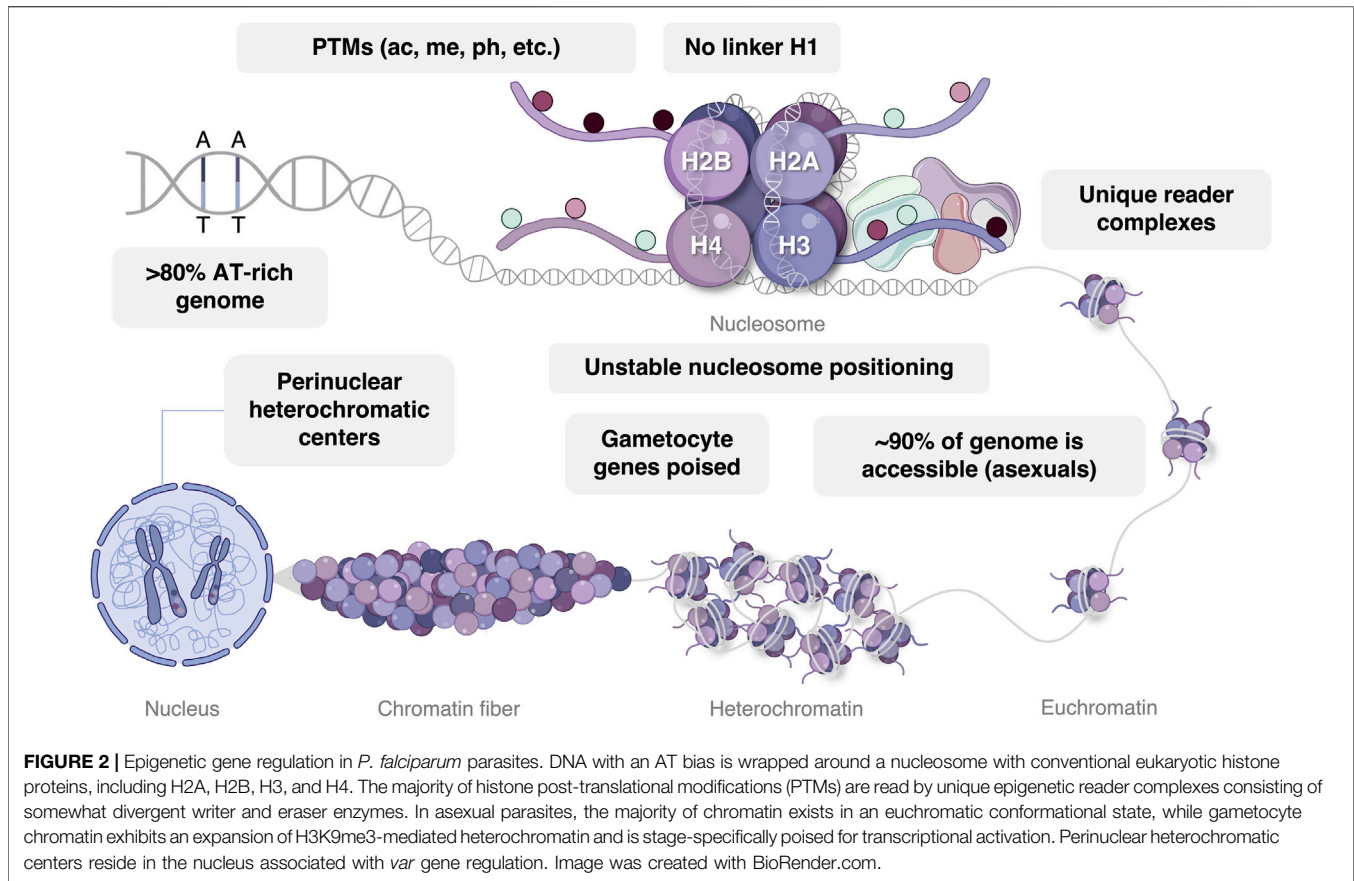 PTMs (ac, me, ph, etc.)
No linker H1
A A
H2B
H2A
T T
Unique reader
complexes
H4
H3
>80% AT-rich
genome
Nucleosome
Unstable nucleosome positioning
Perinuclear
heterochromatic
centers
Gametocyte
genes poised
~90% of genome is
accessible (asexuals)
Nucleus
Chromatin fiber
Heterochromatin
Euchromatin
FIGURE 2 | Epigenetic gene regulation in P. falciparum parasites. DNA with an AT bias is wrapped around a nucleosome with conventional eukaryotic histone
proteins, including H2A, H2B, H3, and H4. The majority of histone post-translational modifications (PTMs) are read by unique epigenetic reader complexes consisting of
somewhat divergent writer and eraser enzymes. In asexual parasites, the majority of chromatin exists in an euchromatic conformational state, while gametocyte
chromatin exhibits an expansion of H3K9me3-mediated heterochromatin and is stage-specifically poised for transcriptional activation. Perinuclear heterochromatic
centers reside in the nucleus associated with var gene regulation. Image was created with BioRender.com.